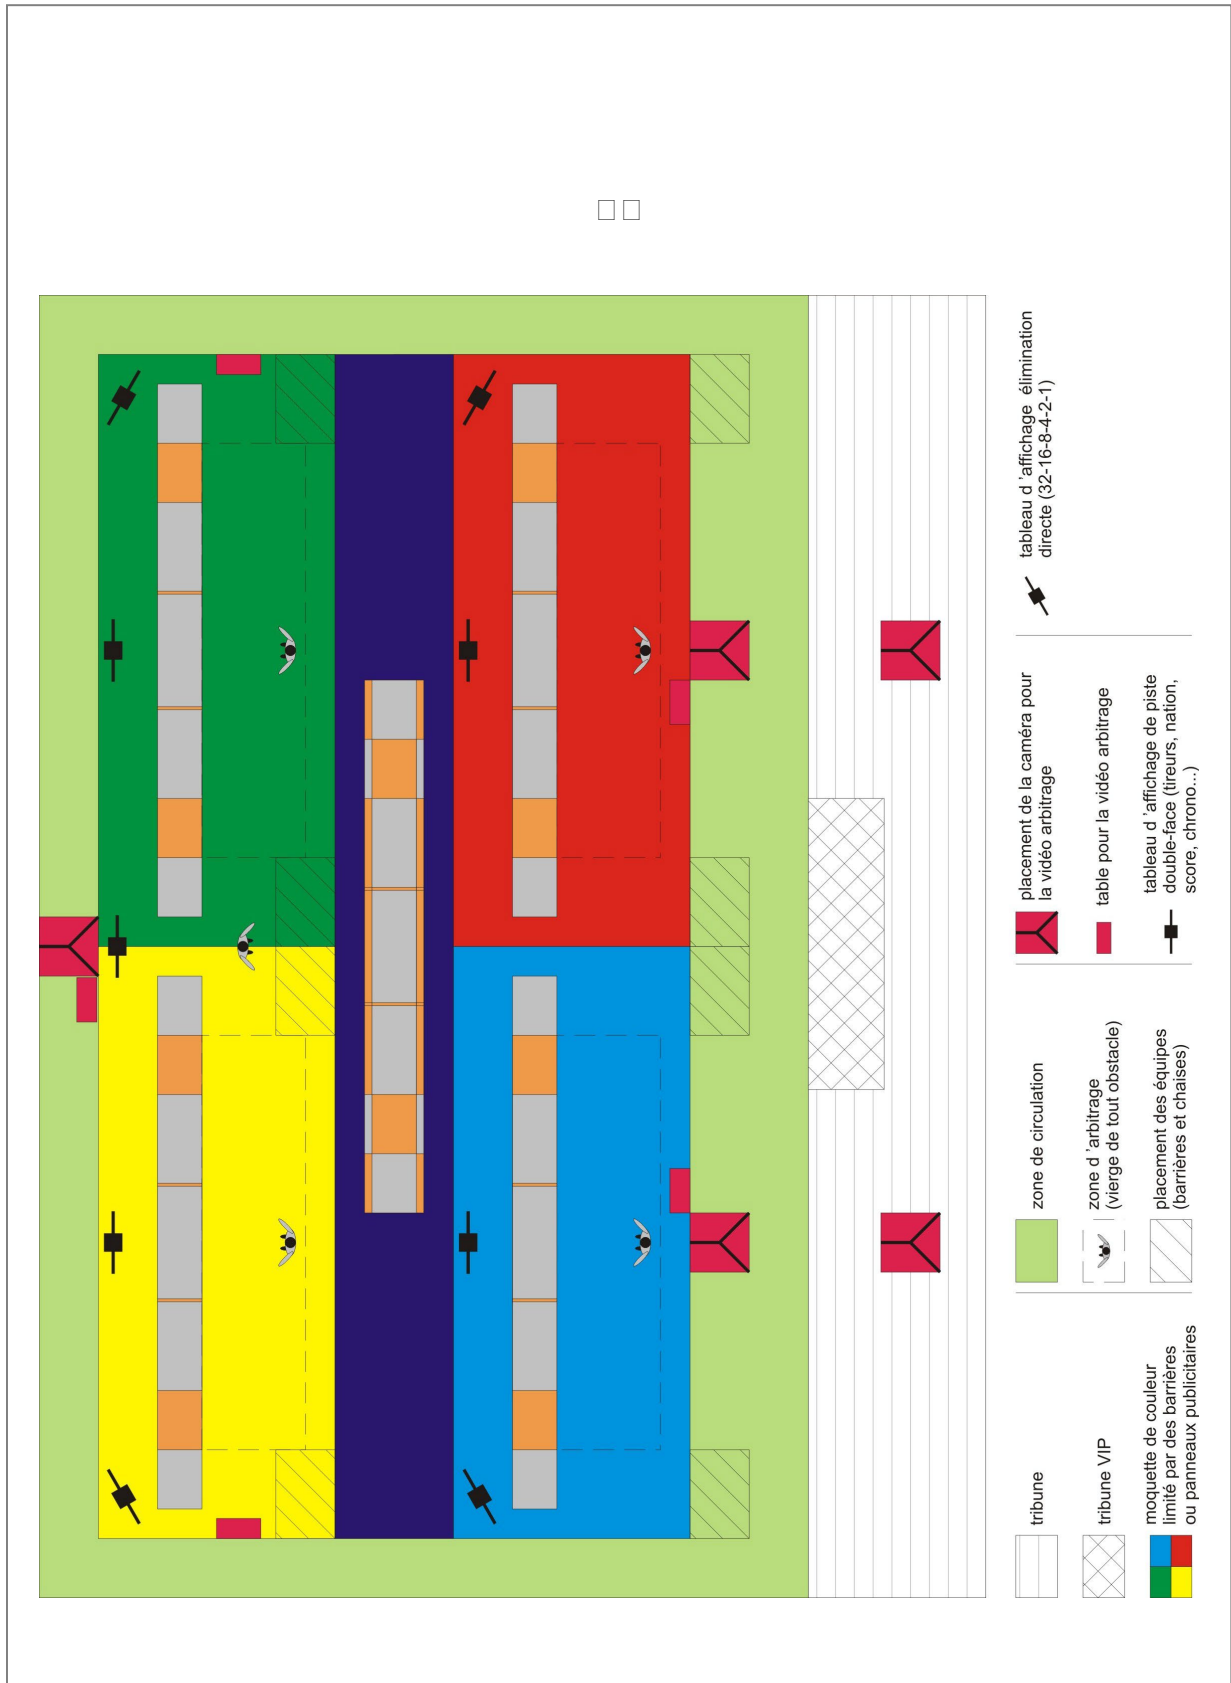 tribune
tribune VIP
moquette de couleur
limité par des barrières
ou panneaux publicitaires
zone de circulation
zone d 'arbitrage
(vierge de tout obstacle)
placement des équipes
(barrières et chaises)
placement de la caméra pour
la vidéo arbitrage
table pour la vidéo arbitrage
tableau d 'affichage de piste
double-face (tireurs, nation,
score, chrono...)
tableau d 'affichage élimination
directe (32-16-8-4-2-1)